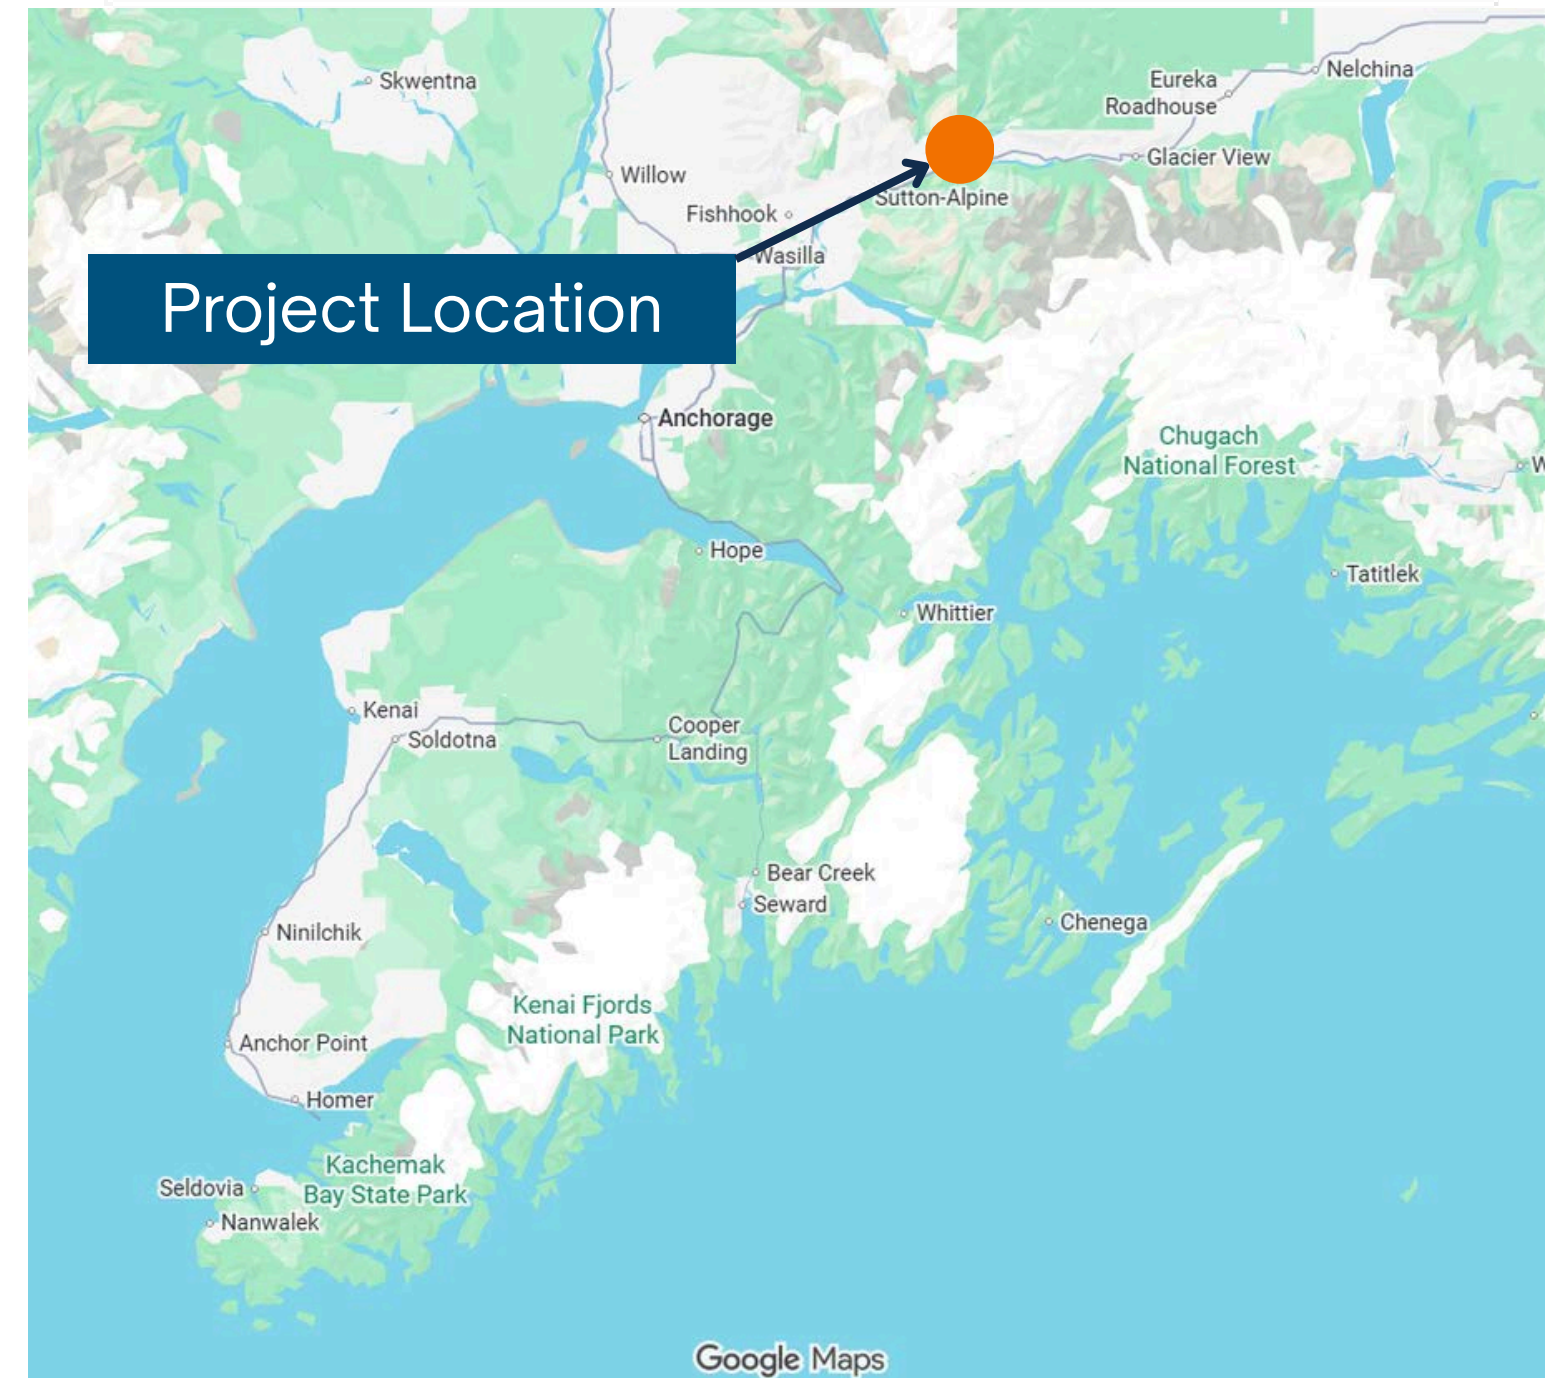 Skwentna
Nelchina
Eureka
Roadhouse
Glacier View
Willow
Sutton-Alpine
Fishhook
Wasilla
Project Location
Anchorage
Chugach
National Forest
W
Hope
Tatitlek
Whittier
Kenai
Soldotna
Cooper
Landing
Bear Creek
Seward
Chenega
Ninilchik
Kenai Fjords
National Park
Anchor Point
Homer
Kachemak
Bay State Park
Seldovia
Nanwalek
Google Maps